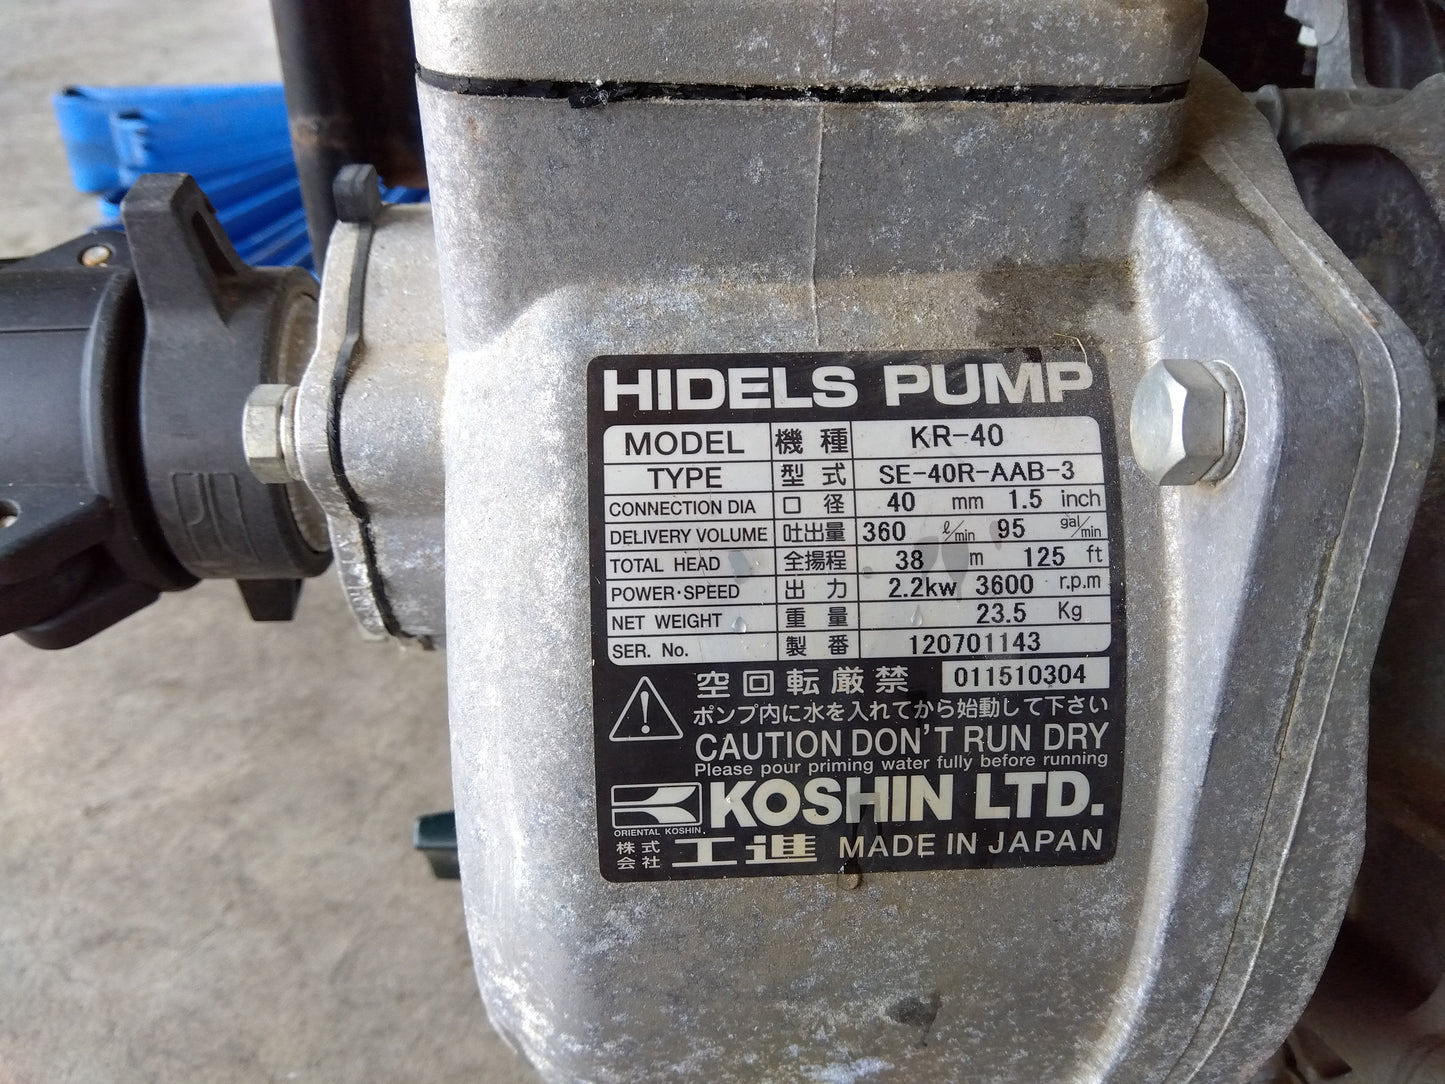 HIDELS PUMP
MODEL 機種 KR-40
TYPE 型式 SE-40R-AAB-3
CONNECTION DIA 口径 40 mm 1.5 inch
DELIVERY VOLUME 吐出量 360 ℓ/min 95 gal/min
TOTAL HEAD 全揚程 38 m 125 ft
POWER・SPEED 出力 2.2kw 3600 r.p.m
NET WEIGHT 重量 23.5 Kg
SER. No. 製番 120701143
空回転厳禁 011510304
ポンプ内に水を入れてから始動して下さい
CAUTION DON'T RUN DRY
Please pour priming water fully before running
KOSHIN LTD.
ORIENTAL KOSHIN.
株式会社 工進 MADE IN JAPAN